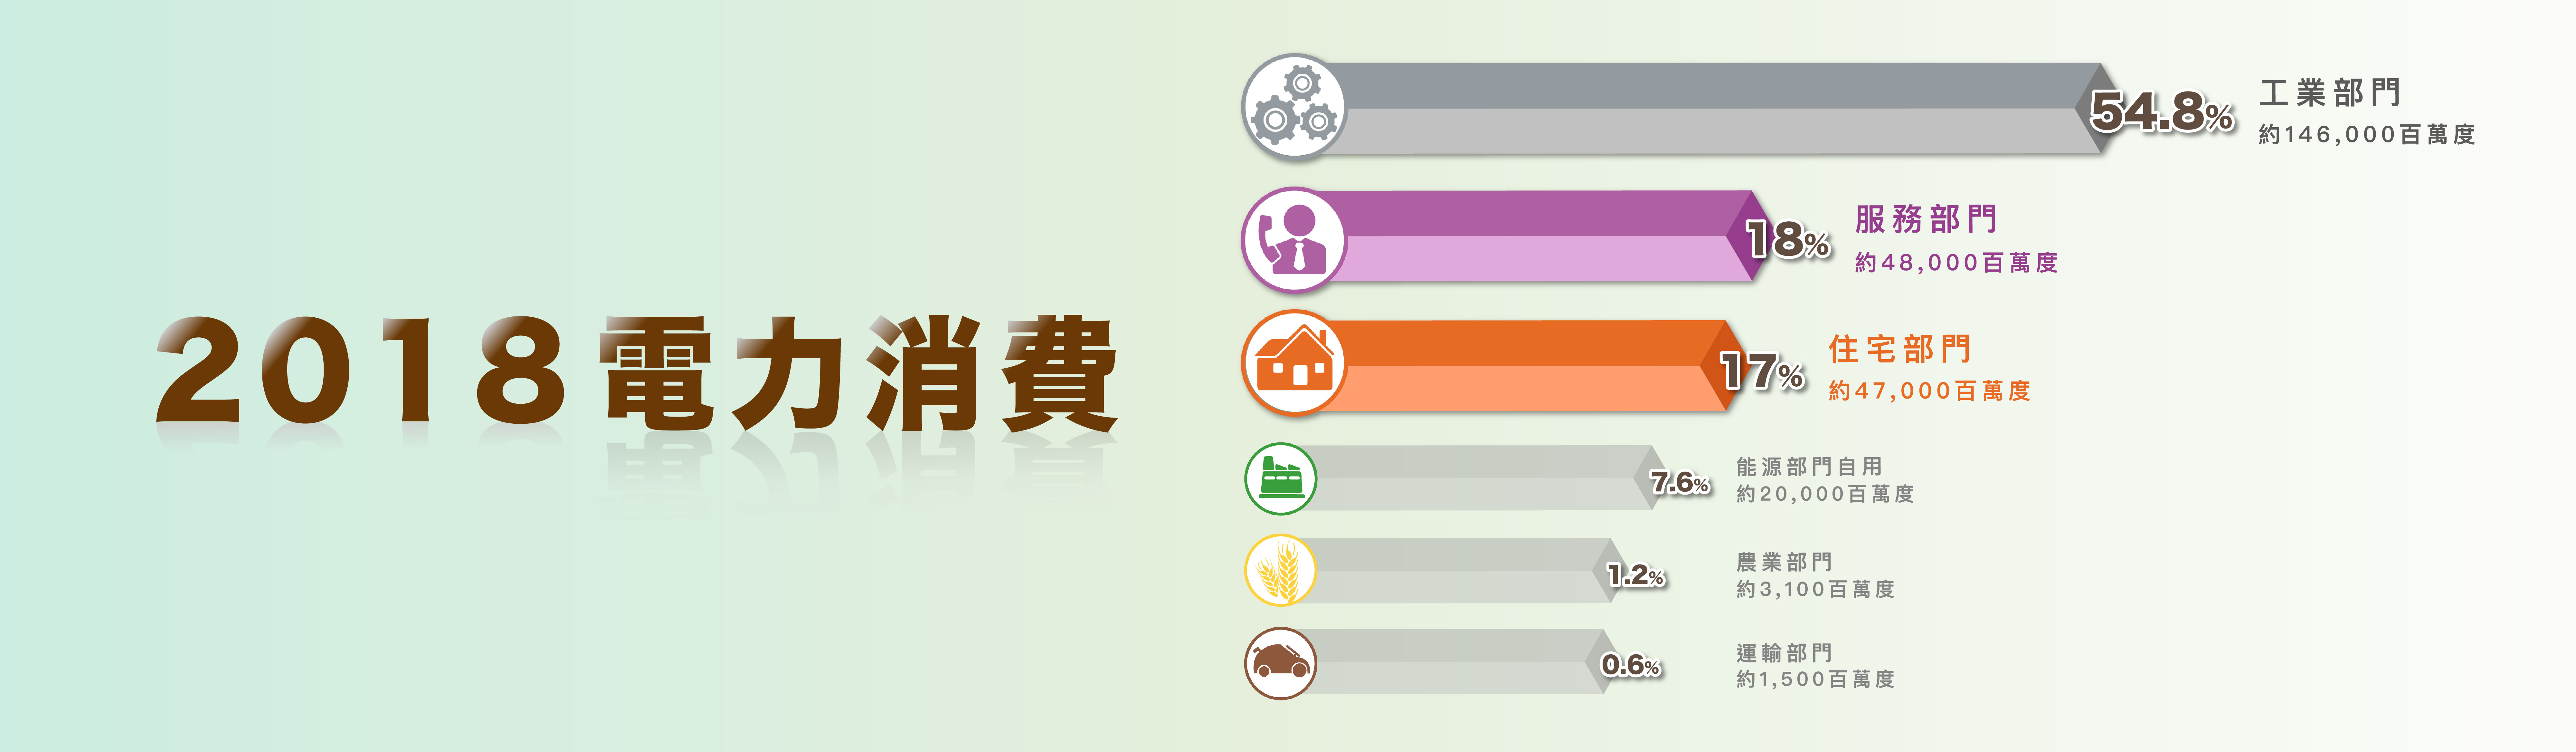 2018電力消費
54.8%
工業部門
約146,000百萬度
18%
服務部門
約48,000百萬度
17%
住宅部門
約47,000百萬度
7.6%
能源部門自用
約20,000百萬度
1.2%
農業部門
約3,100百萬度
0.6%
運輸部門
約1,500百萬度